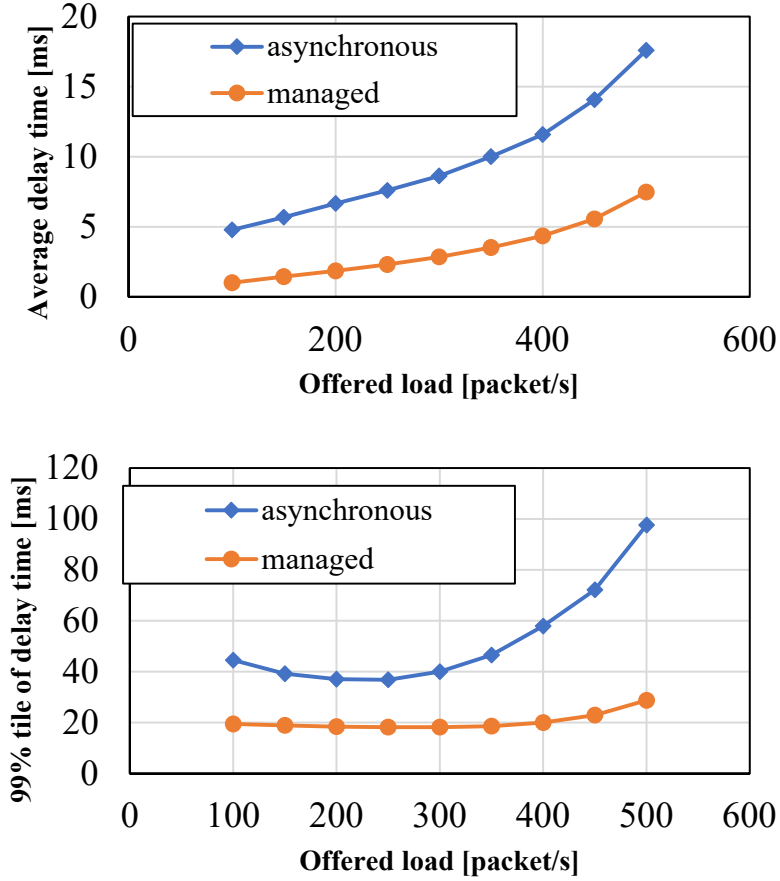 20
15
10
5
0
Average delay time [ms]
asynchronous
managed
0
200
400
600
Offered load [packet/s]
120
100
80
60
40
20
0
99% tile of delay time [ms]
asynchronous
managed
0
100
200
300
400
500
600
Offered load [packet/s]